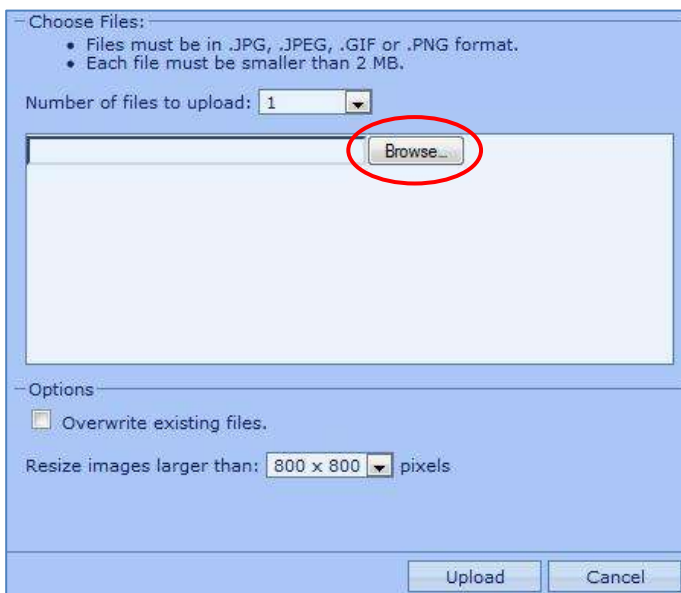 Choose Files:
• Files must be in .JPG, .JPEG, .GIF or .PNG format.
• Each file must be smaller than 2 MB.
Number of files to upload: 1
Browse...
Options
Overwrite existing files.
Resize images larger than: 800 x 800 pixels
Upload Cancel